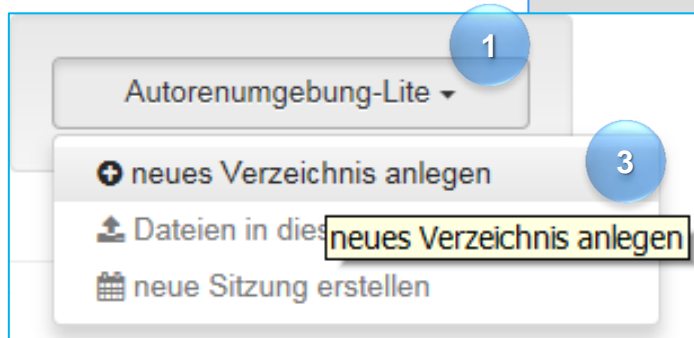 1
Autorenumgebung-Lite
neues Verzeichnis anlegen
3
Dateien in dies
neues Verzeichnis anlegen
neue Sitzung erstellen